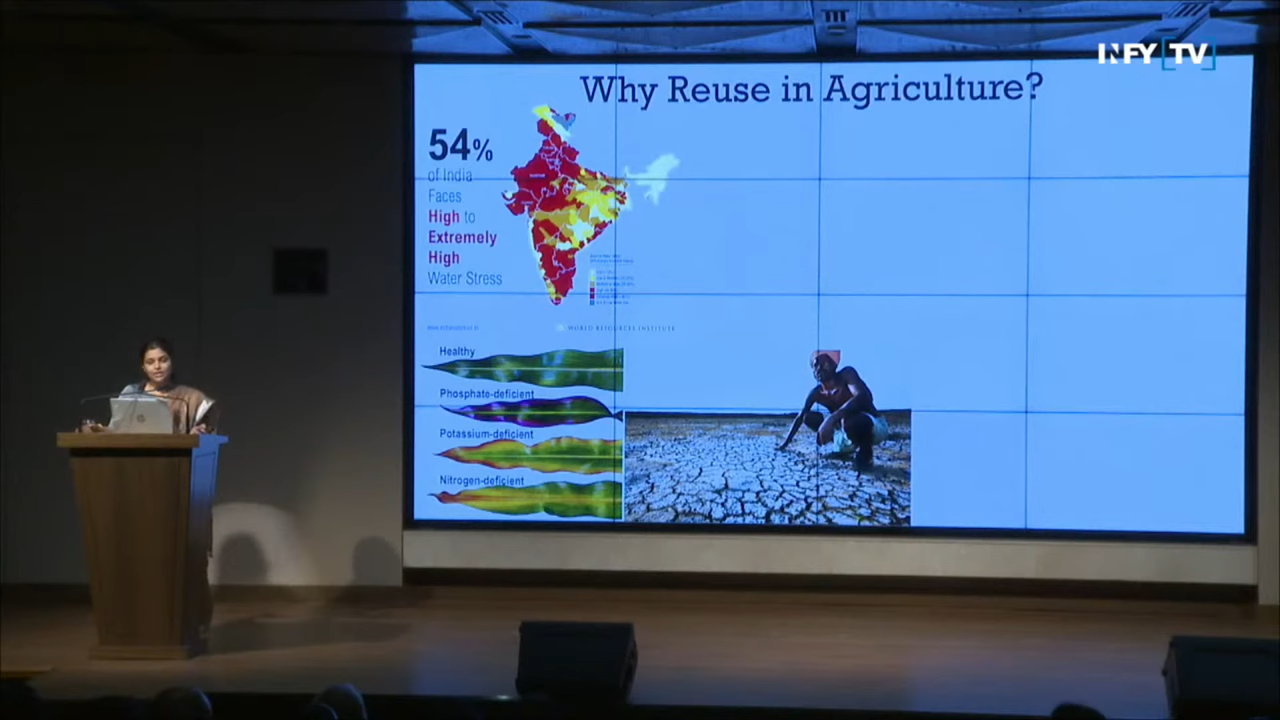 INFY [TV]
Why Reuse in Agriculture?
54%
of India
Faces
High to
Extremely
High
Water Stress
WORLD RESOURCES INSTITUTE
Healthy
Phosphate-deficient
Potassium-deficient
Nitrogen-deficient